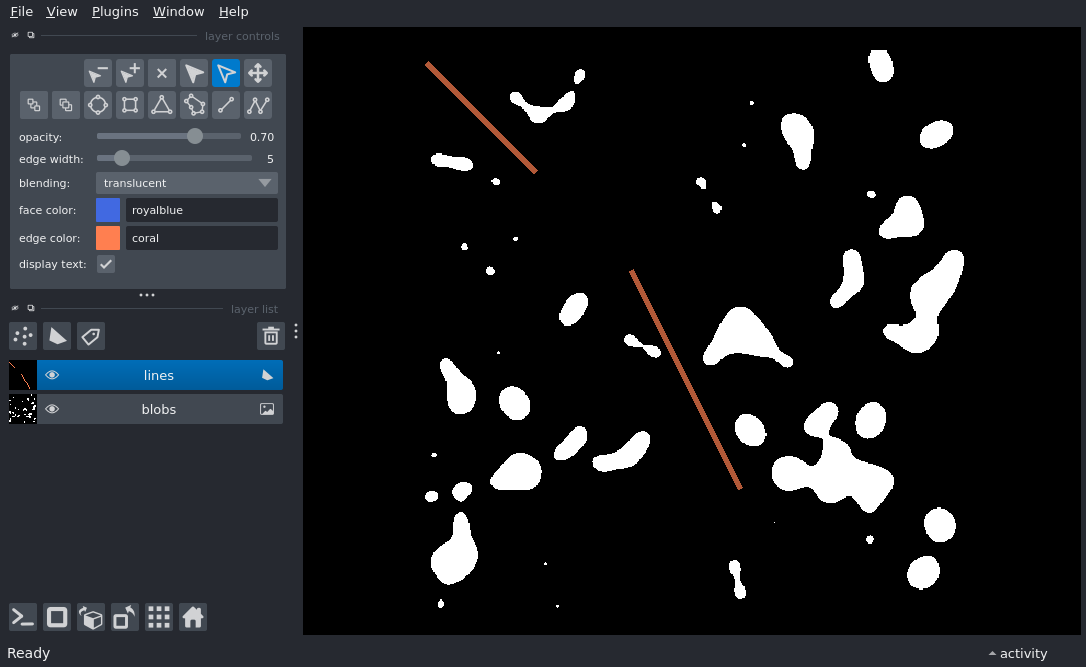 File View Plugins Window Help
layer controls
opacity: 0.70
edge width: 5
blending: translucent
face color: royalblue
edge color: coral
display text:
layer list
lines
blobs
Ready
activity